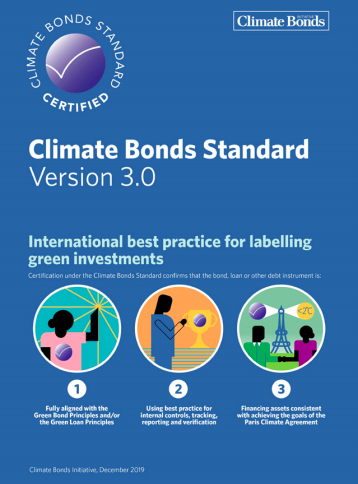 CLIMATE BONDS STANDARD
CERTIFIED
Climate Bonds
Climate Bonds Standard
Version 3.0
International best practice for labelling
green investments
Certification under the Climate Bonds Standard confirms that the bond, loan or other debt instrument is:
<2°C
1
Fully aligned with the
Green Bond Principles and/or
the Green Loan Principles
2
Using best practice for
internal controls, tracking,
reporting and verification
3
Financing assets consistent
with achieving the goals of the
Paris Climate Agreement
Climate Bonds Initiative, December 2019